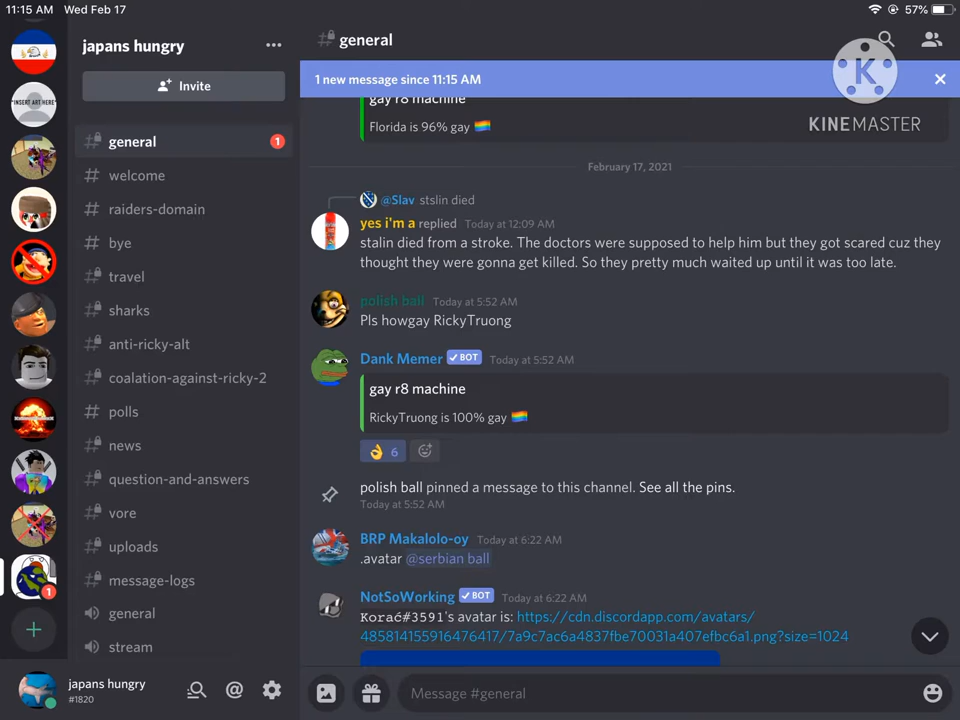 11:15 AM Wed Feb 17
57%
japans hungry
Invite
general
1
welcome
raiders-domain
bye
travel
sharks
anti-ricky-alt
coalation-against-ricky-2
polls
news
question-and-answers
vore
uploads
message-logs
general
stream
japans hungry
#1820
*INSERT ART HERE*
1
general
1 new message since 11:15 AM
K
KINEMASTER
gay r8 machine
Florida is 96% gay 🏳️‍🌈
February 17, 2021
@Slav stslin died
yes i'm a replied Today at 12:09 AM
stalin died from a stroke. The doctors were supposed to help him but they got scared cuz they
thought they were gonna get killed. So they pretty much waited up until it was too late.
polish ball Today at 5:52 AM
Pls howgay RickyTruong
Dank Memer BOT Today at 5:52 AM
gay r8 machine
RickyTruong is 100% gay 🏳️‍🌈
👌 6
polish ball pinned a message to this channel. See all the pins.
Today at 5:52 AM
BRP Makalolo-oy Today at 6:22 AM
.avatar @serbian ball
NotSoWorking BOT Today at 6:22 AM
Korać#3591's avatar is: https://cdn.discordapp.com/avatars/
485814155916476417/7a9c7ac6a4837fbe70031a407efbc6a1.png?size=1024
Message #general